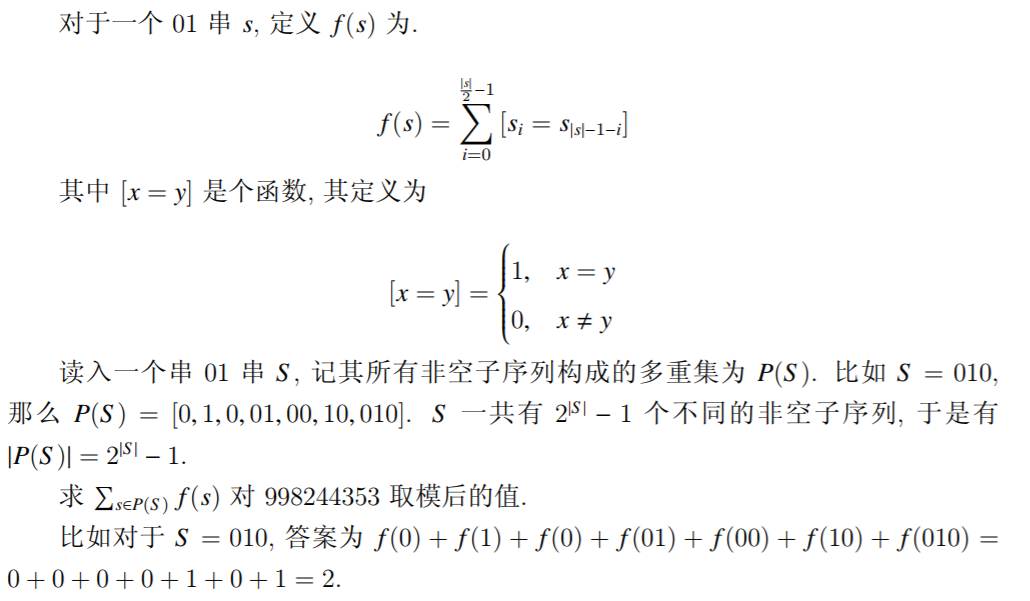 对于一个 01 串 s, 定义 f(s) 为.
f(s) = \sum_{i=0}^{\frac{|s|}{2}-1} [s_i = s_{|s|-1-i}]
其中 [x = y] 是个函数, 其定义为
[x = y] = \begin{cases} 1, & x = y \\ 0, & x ≠ y \end{cases}
读入一个串 01 串 S, 记其所有非空子序列构成的多重集为 P(S). 比如 S = 010,
那么 P(S) = [0, 1, 0, 01, 00, 10, 010]. S 一共有 2^{|S|} − 1 个不同的非空子序列, 于是有
|P(S)| = 2^{|S|} − 1.
求 \sum_{s∈P(S)} f(s) 对 998244353 取模后的值.
比如对于 S = 010, 答案为 f(0) + f(1) + f(0) + f(01) + f(00) + f(10) + f(010) =
0 + 0 + 0 + 0 + 1 + 0 + 1 = 2.